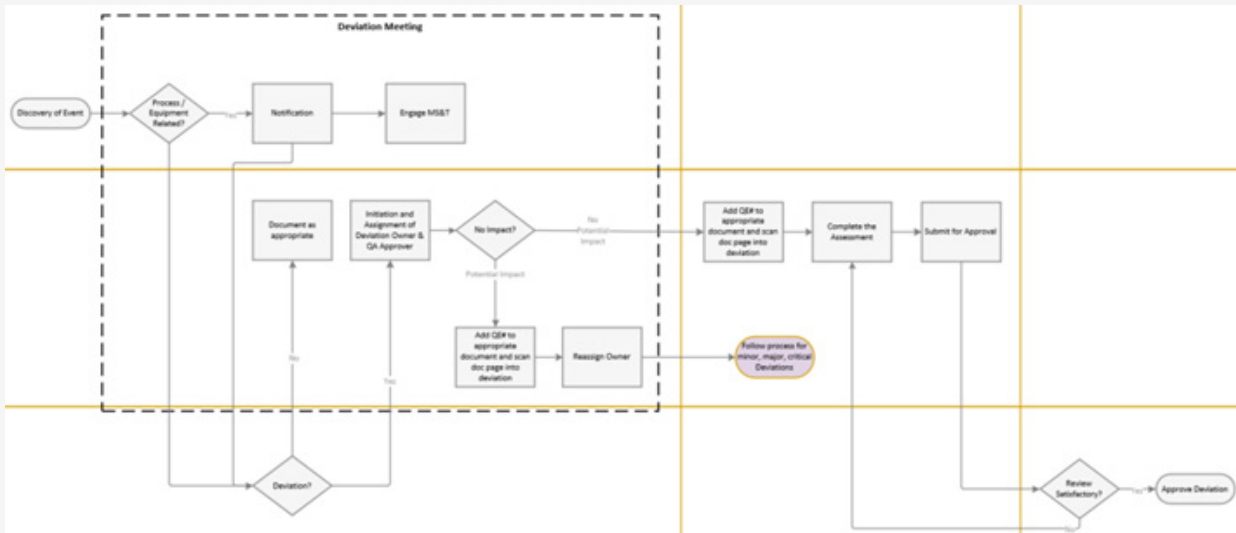 Deviation Meeting
Discovery of Event
Process /
Equipment
Related?
Yes
Notification
Engage MS&T
Document as
appropriate
Initiation and
Assignment of
Deviation Owner &
QA Approver
No Impact?
No
Potential
Impact
Add QE# to
appropriate
document and scan
doc page into
deviation
Complete the
Assessment
Submit for Approval
Potential Impact
Add QE# to
appropriate
document and scan
doc page into
deviation
Reassign Owner
Follow process for
minor, major, critical
Deviations
No
Yes
Deviation?
Review
Satisfactory?
Yes
Approve Deviation
No